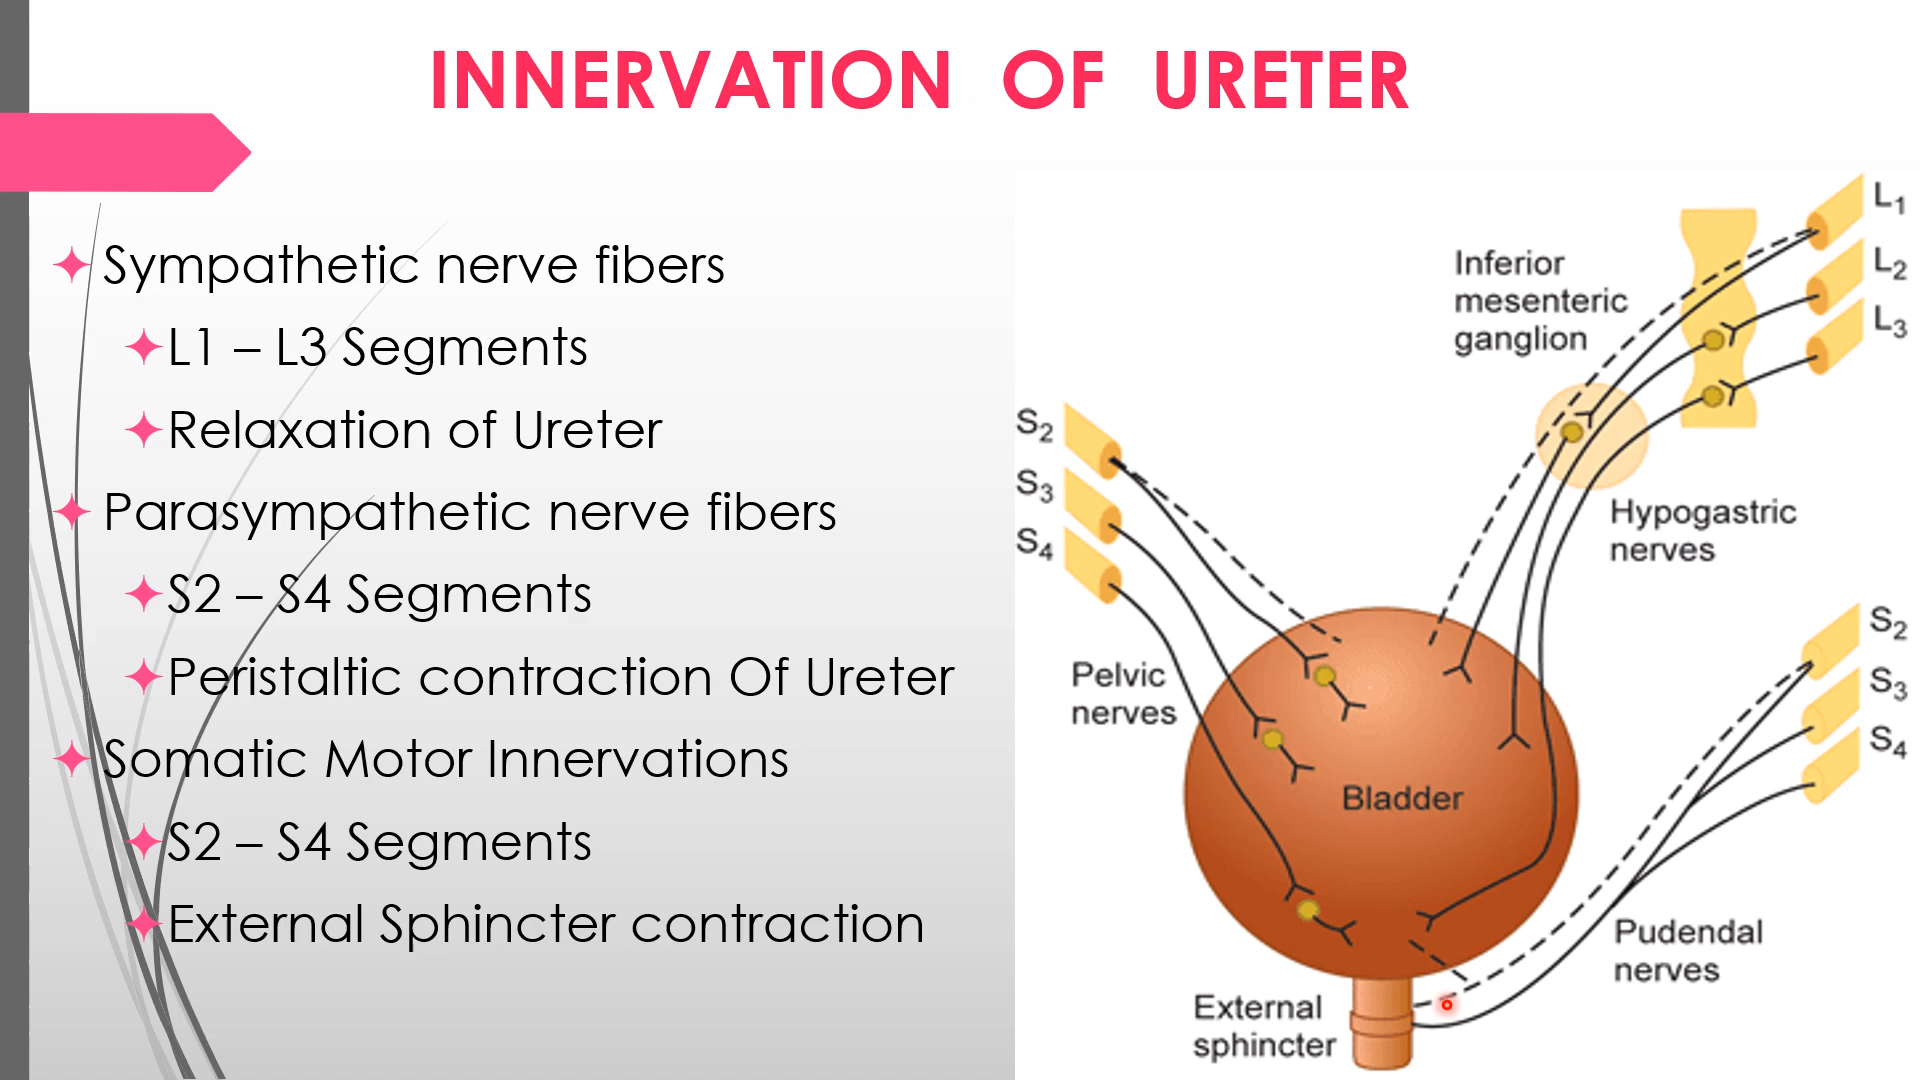 INNERVATION OF URETER
Sympathetic nerve fibers
L1 – L3 Segments
Relaxation of Ureter
Parasympathetic nerve fibers
S2 – S4 Segments
Peristaltic contraction Of Ureter
Somatic Motor Innervations
S2 – S4 Segments
External Sphincter contraction
L1
L2
L3
Inferior
mesenteric
ganglion
S2
S3
S4
Hypogastric
nerves
Pelvic
nerves
Bladder
S2
S3
S4
Pudendal
nerves
External
sphincter